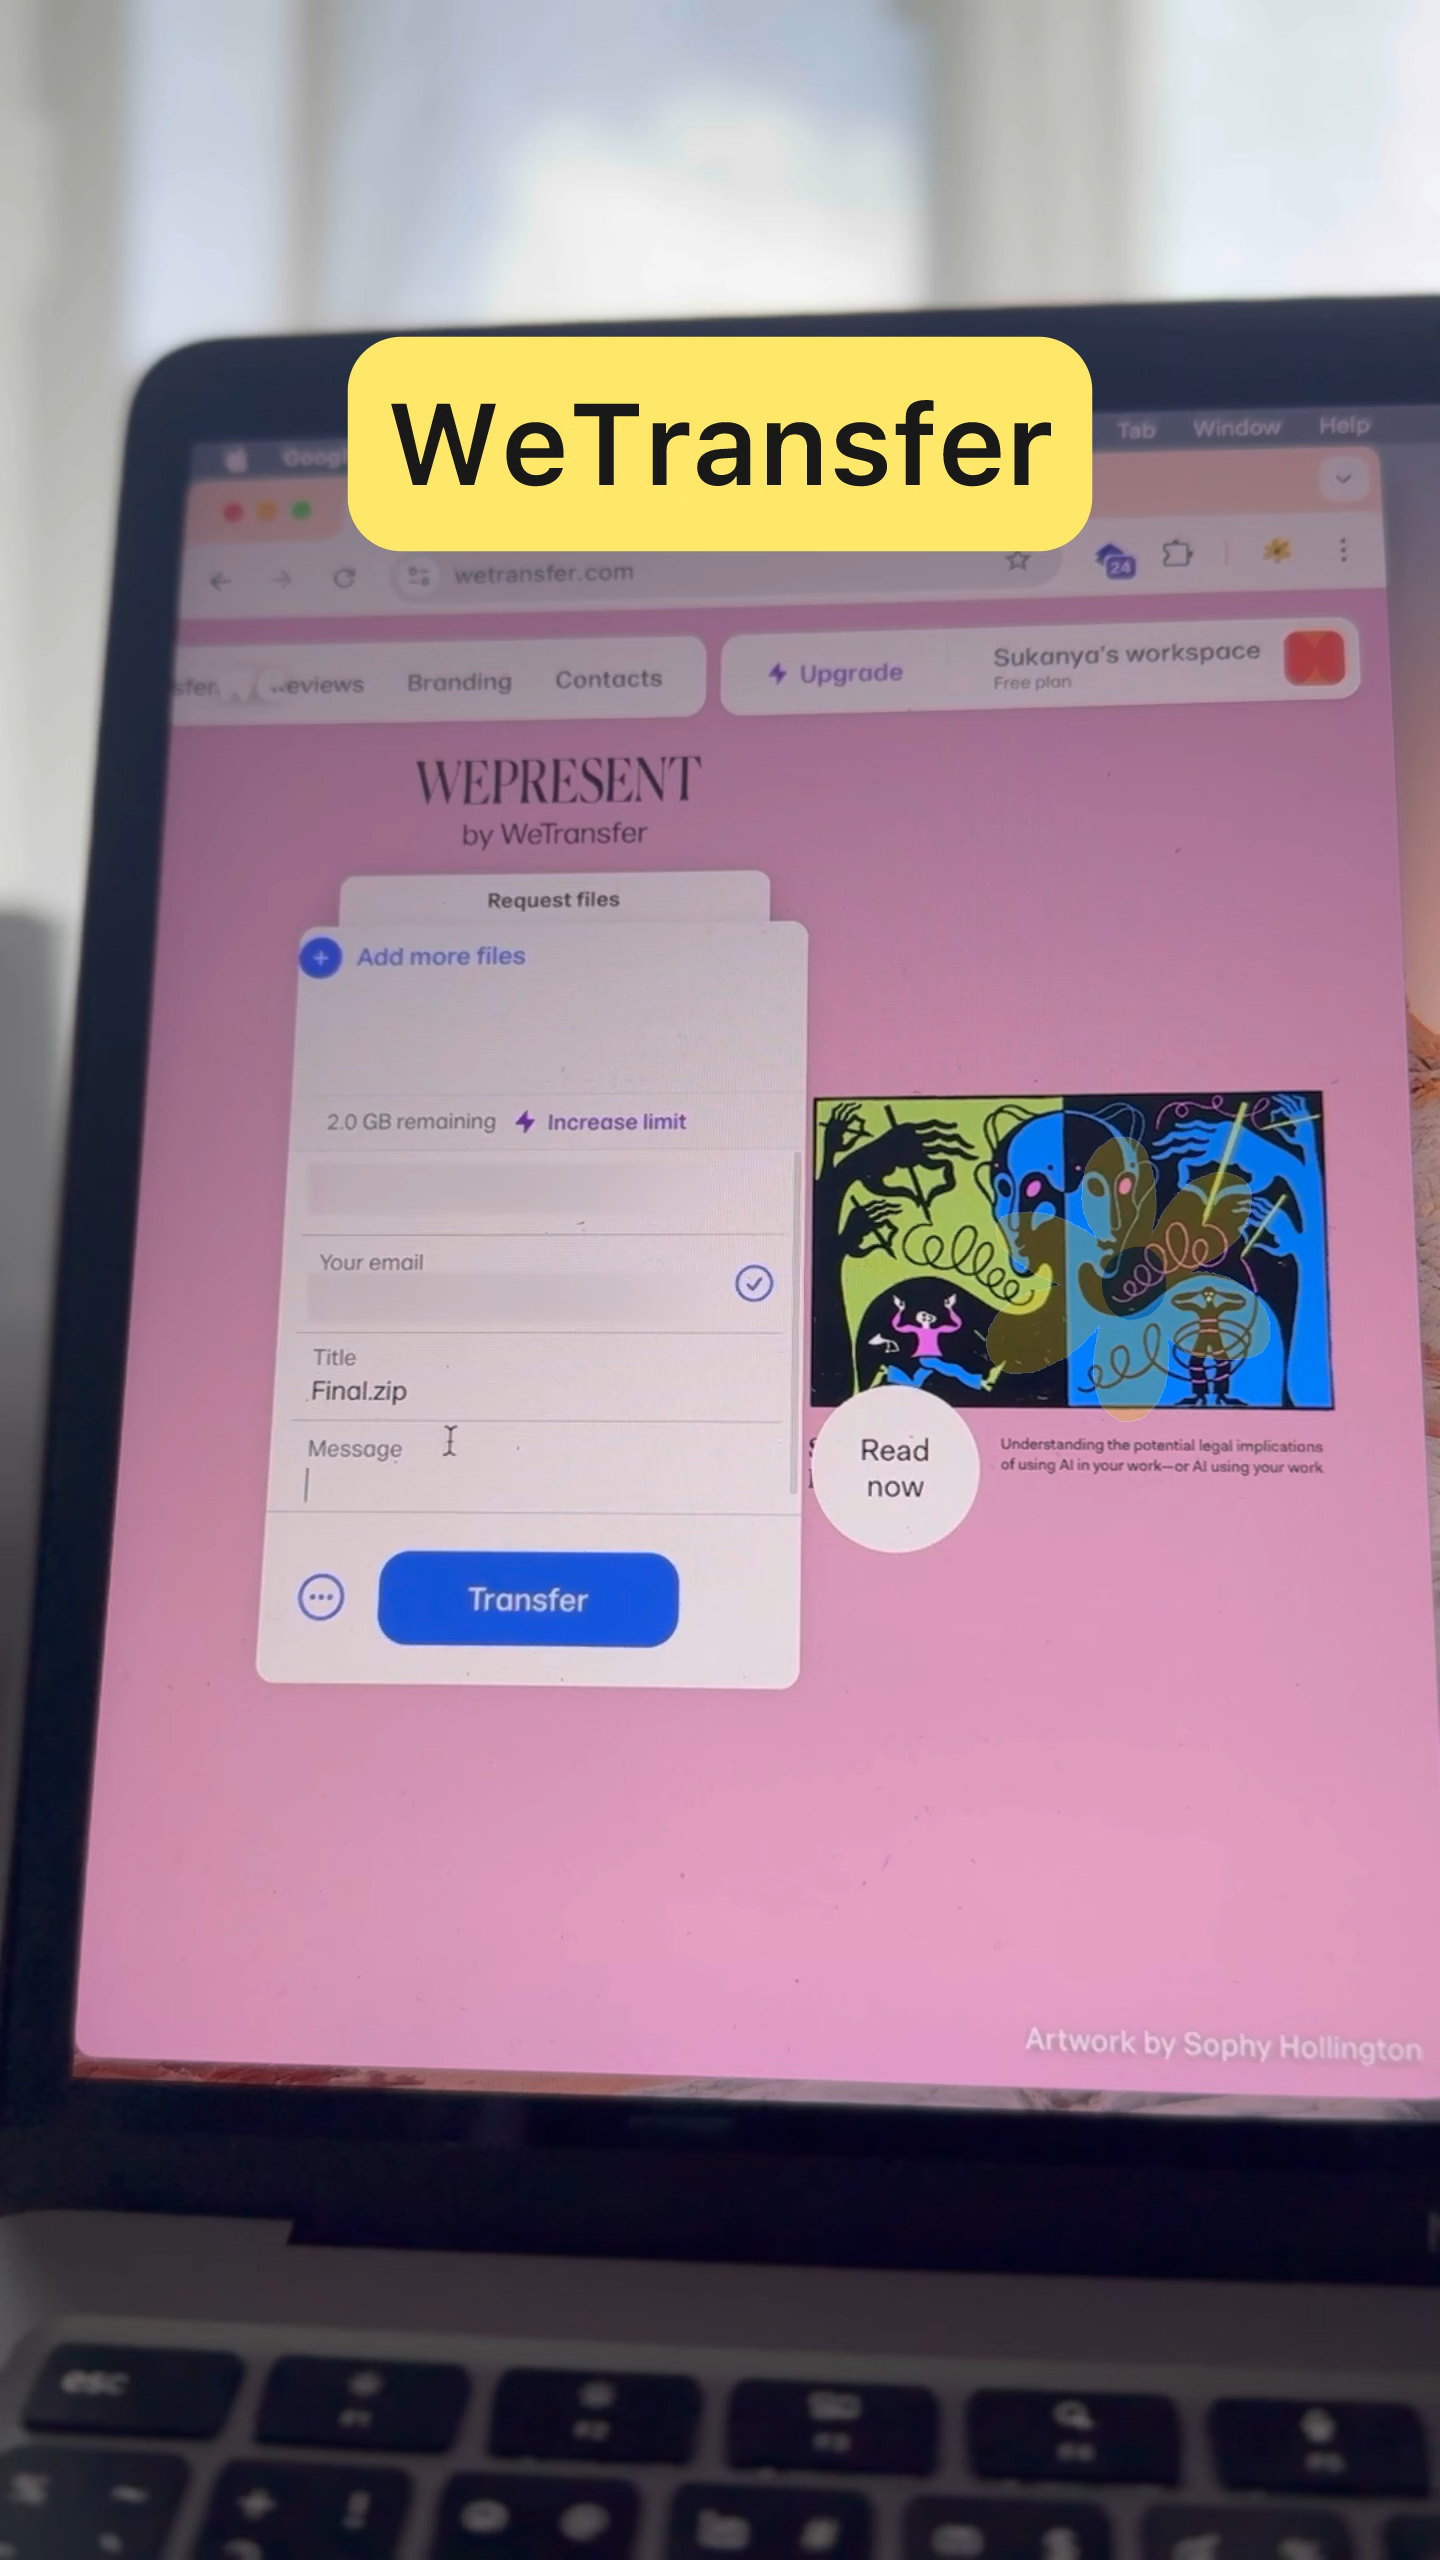 WeTransfer
Tab Window Help
wetransfer.com
24
Branding Contacts
Upgrade
Sukanya's workspace
Free plan
WEPRESENT
by WeTransfer
Request files
Add more files
2.0 GB remaining Increase limit
Your email
Title
Final.zip
Message
Transfer
Read
now
Understanding the potential legal implications
of using AI in your work—or AI using your work
Artwork by Sophy Hollington
esc